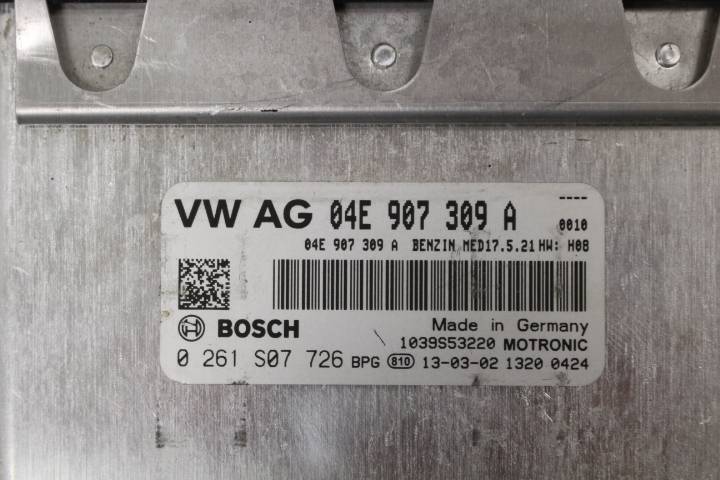 ----
VW AG 04E 907 309 A 0010
04E 907 309 A BENZIN MED17.5.21 HW: H08
BOSCH
Made in Germany
1039S53220 MOTRONIC
0 261 S07 726 BPG 810 13-03-02 1320 0424